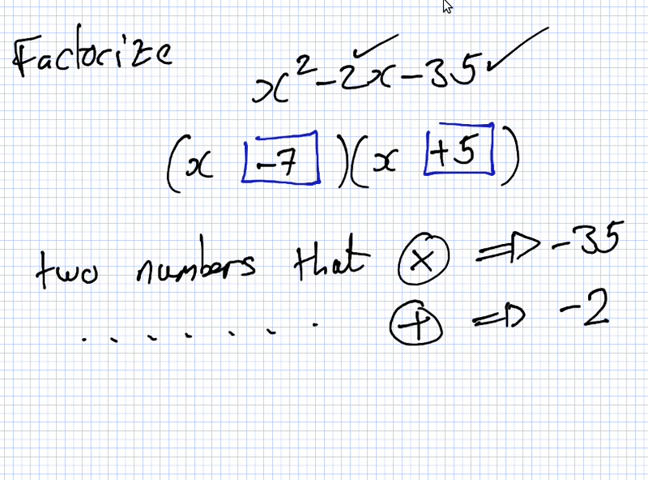 Factorize
x² - 2x - 35
(x -7)(x +5)
two numbers that × ⇒ -35
. . . . . . . + ⇒ -2